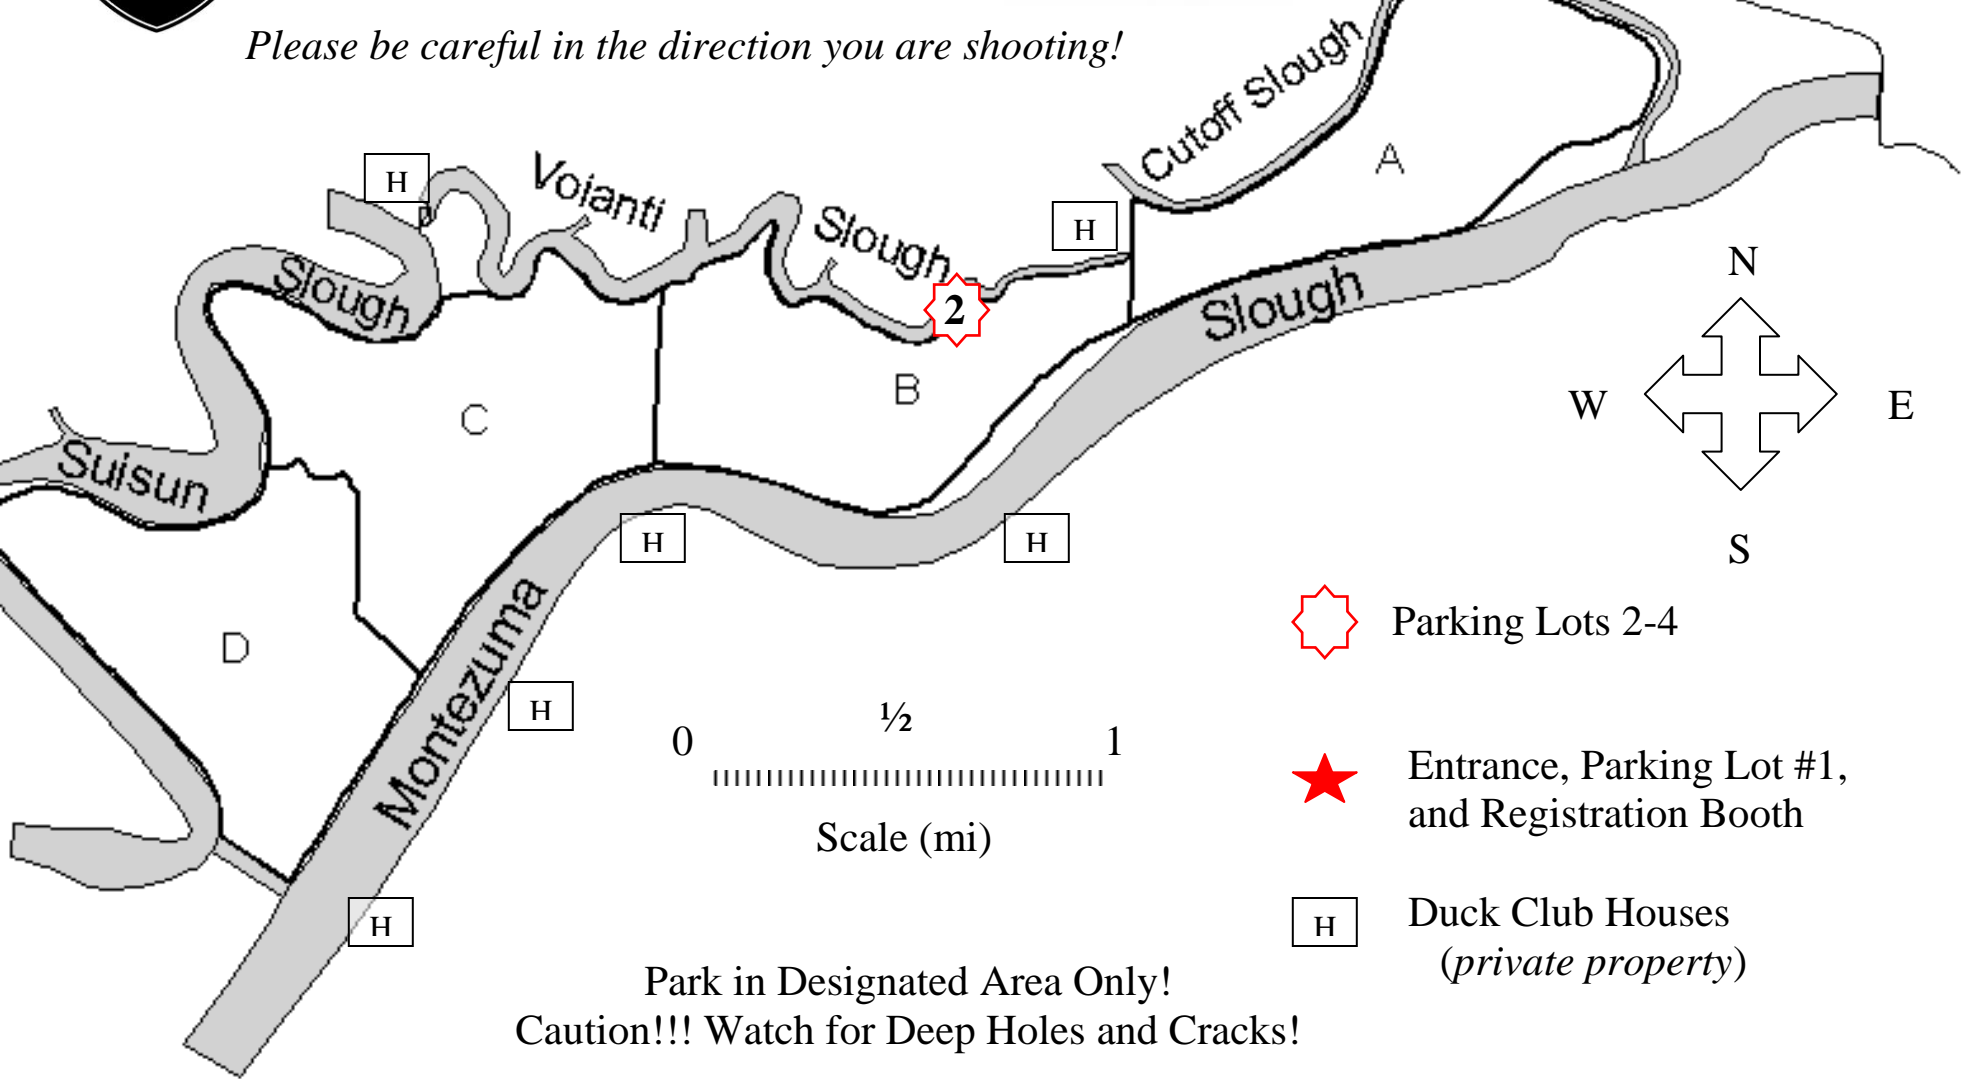 Please be careful in the direction you are shooting!
Cutoff Slough
A
H
Voianti
Slough
H
N
Slough
2
Slough
W
E
B
C
Suisun
S
H
H
Parking Lots 2-4
D
Montezuma
H
0
½
1
Entrance, Parking Lot #1,
and Registration Booth
Scale (mi)
H
H
Duck Club Houses
(private property)
Park in Designated Area Only!
Caution!!! Watch for Deep Holes and Cracks!